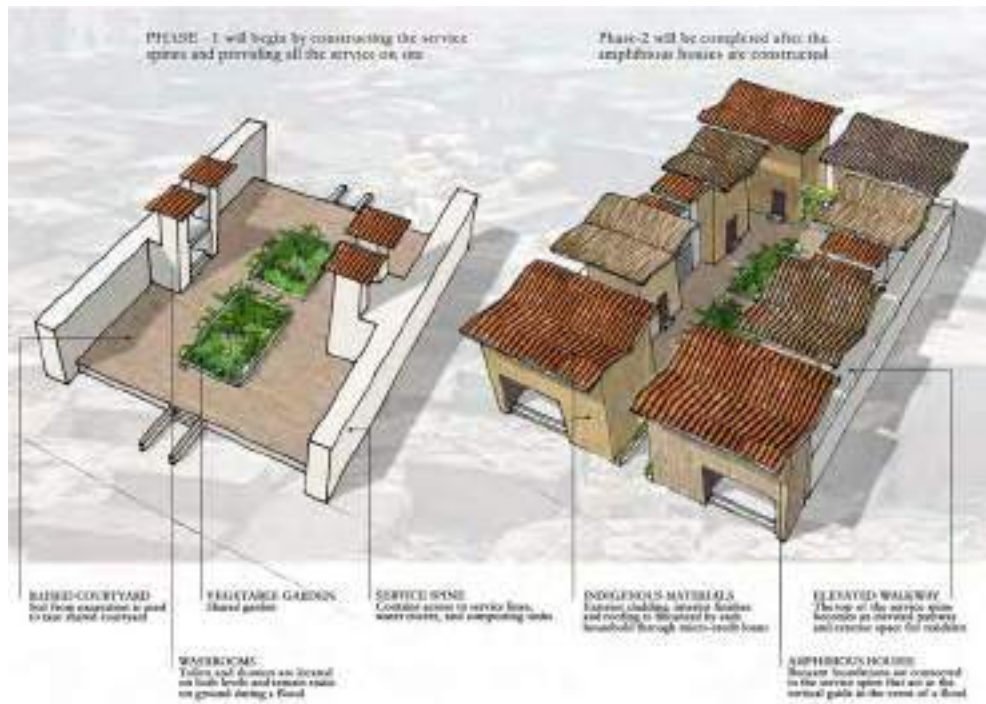 PHASE - 1 will begin by constructing the service
spines and providing all the service on site
Phase-2 will be completed after the
amphibious houses are constructed
RAISED COURTYARD
Soil from excavation is used
to raise shared courtyard
VEGETABLE GARDEN
Shared garden
SERVICE SPINE
Contains access to service lines,
water and composting tanks
INDIGENOUS MATERIALS
Exterior cladding, interior finishes
and roofing is financed by each
household through micro-credit loans
ELEVATED WALKWAY
The top of the service spine
becomes an elevated pathway
and exterior space for residents
WASHROOMS
Toilets and showers are located
on both levels and remain static
on ground during a flood
AMPHIBIOUS HOUSES
Buoyant foundations are connected
to the service spine that act as the
vertical guide in the event of a flood